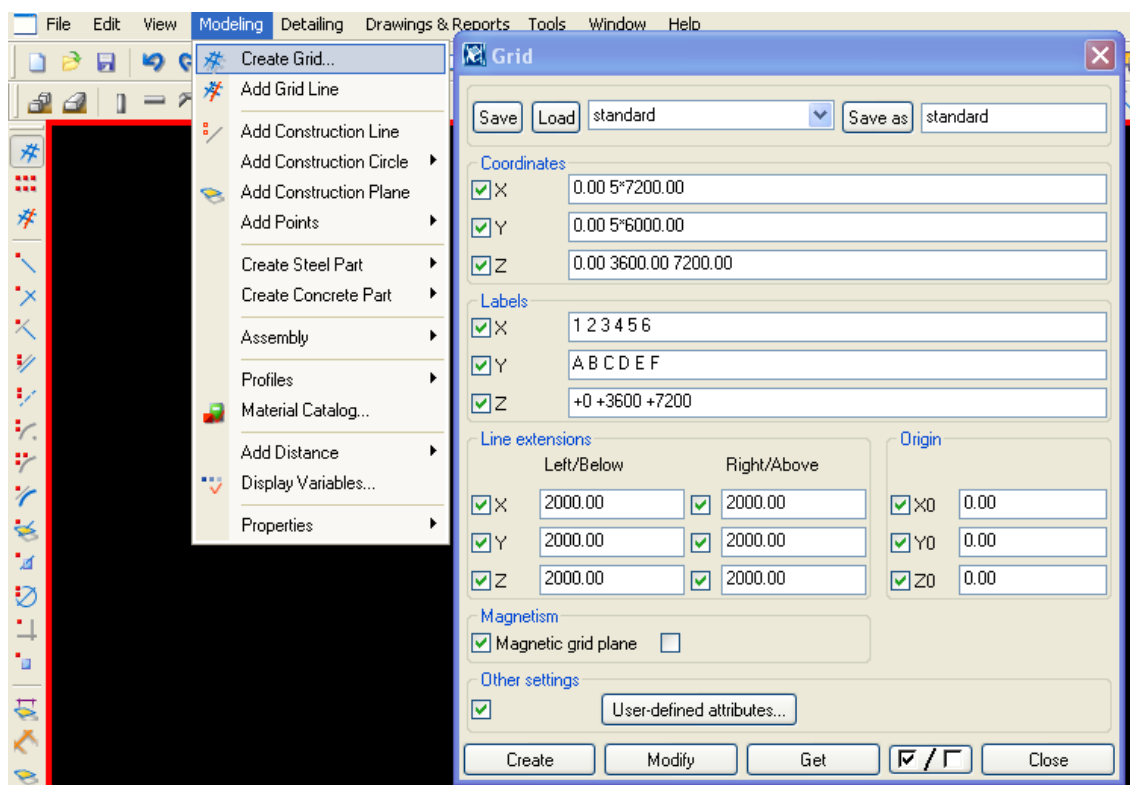 File Edit View Modeling Detailing Drawings & Reports Tools Window Help
Create Grid...
Add Grid Line
Add Construction Line
Add Construction Circle
Add Construction Plane
Add Points
Create Steel Part
Create Concrete Part
Assembly
Profiles
Material Catalog...
Add Distance
Display Variables...
Properties
Grid
Save Load standard Save as standard
Coordinates
X 0.00 5*7200.00
Y 0.00 5*6000.00
Z 0.00 3600.00 7200.00
Labels
X 1 2 3 4 5 6
Y A B C D E F
Z +0 +3600 +7200
Line extensions Origin
Left/Below Right/Above
X 2000.00 2000.00 X0 0.00
Y 2000.00 2000.00 Y0 0.00
Z 2000.00 2000.00 Z0 0.00
Magnetism
Magnetic grid plane
Other settings
User-defined attributes...
Create Modify Get / Close